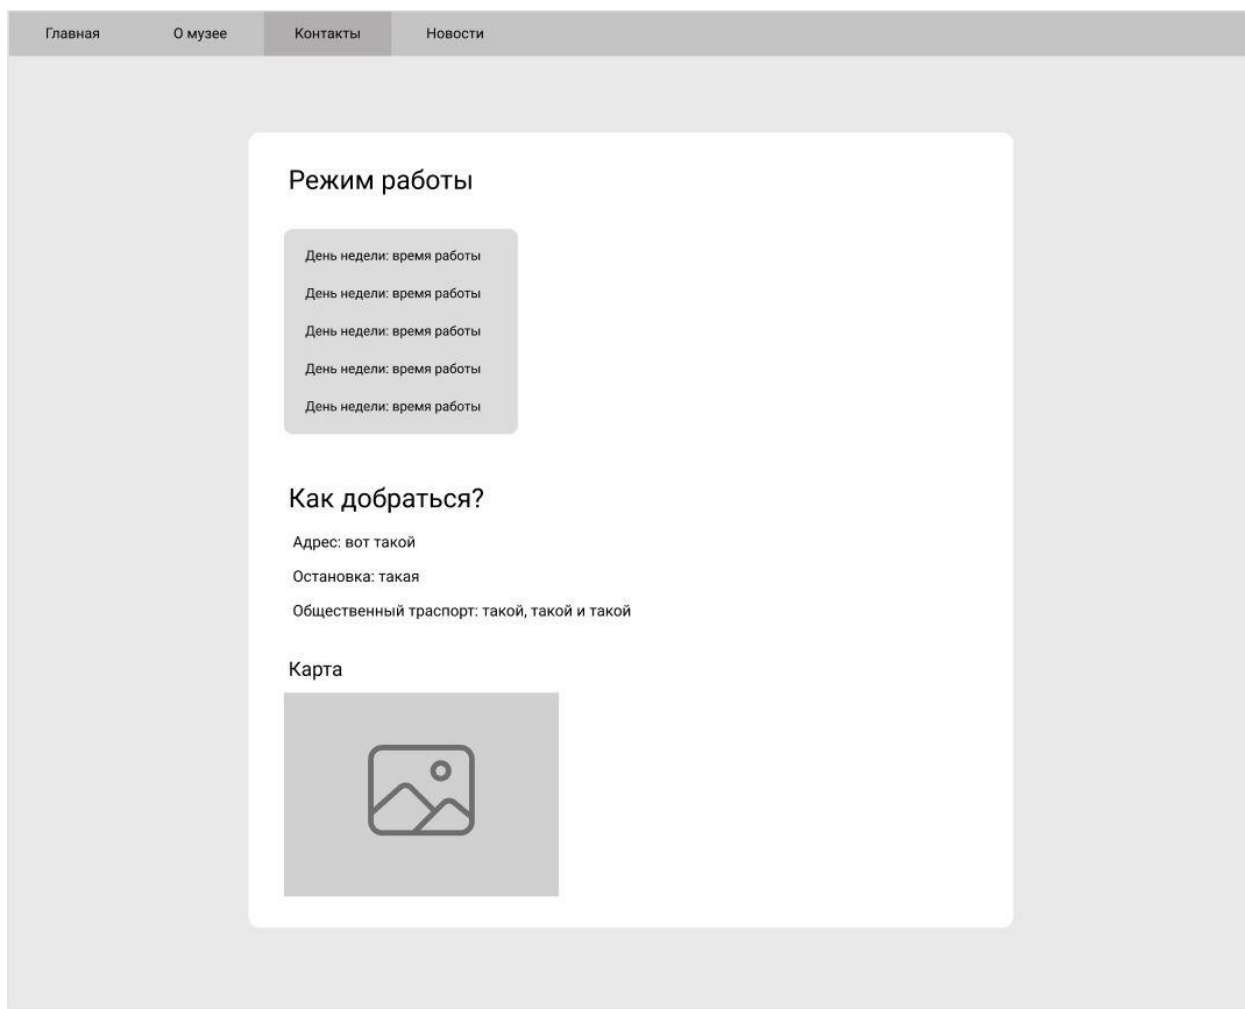 Главная О музее Контакты Новости
Режим работы
День недели: время работы
День недели: время работы
День недели: время работы
День недели: время работы
День недели: время работы
Как добраться?
Адрес: вот такой
Остановка: такая
Общественный траспорт: такой, такой и такой
Карта